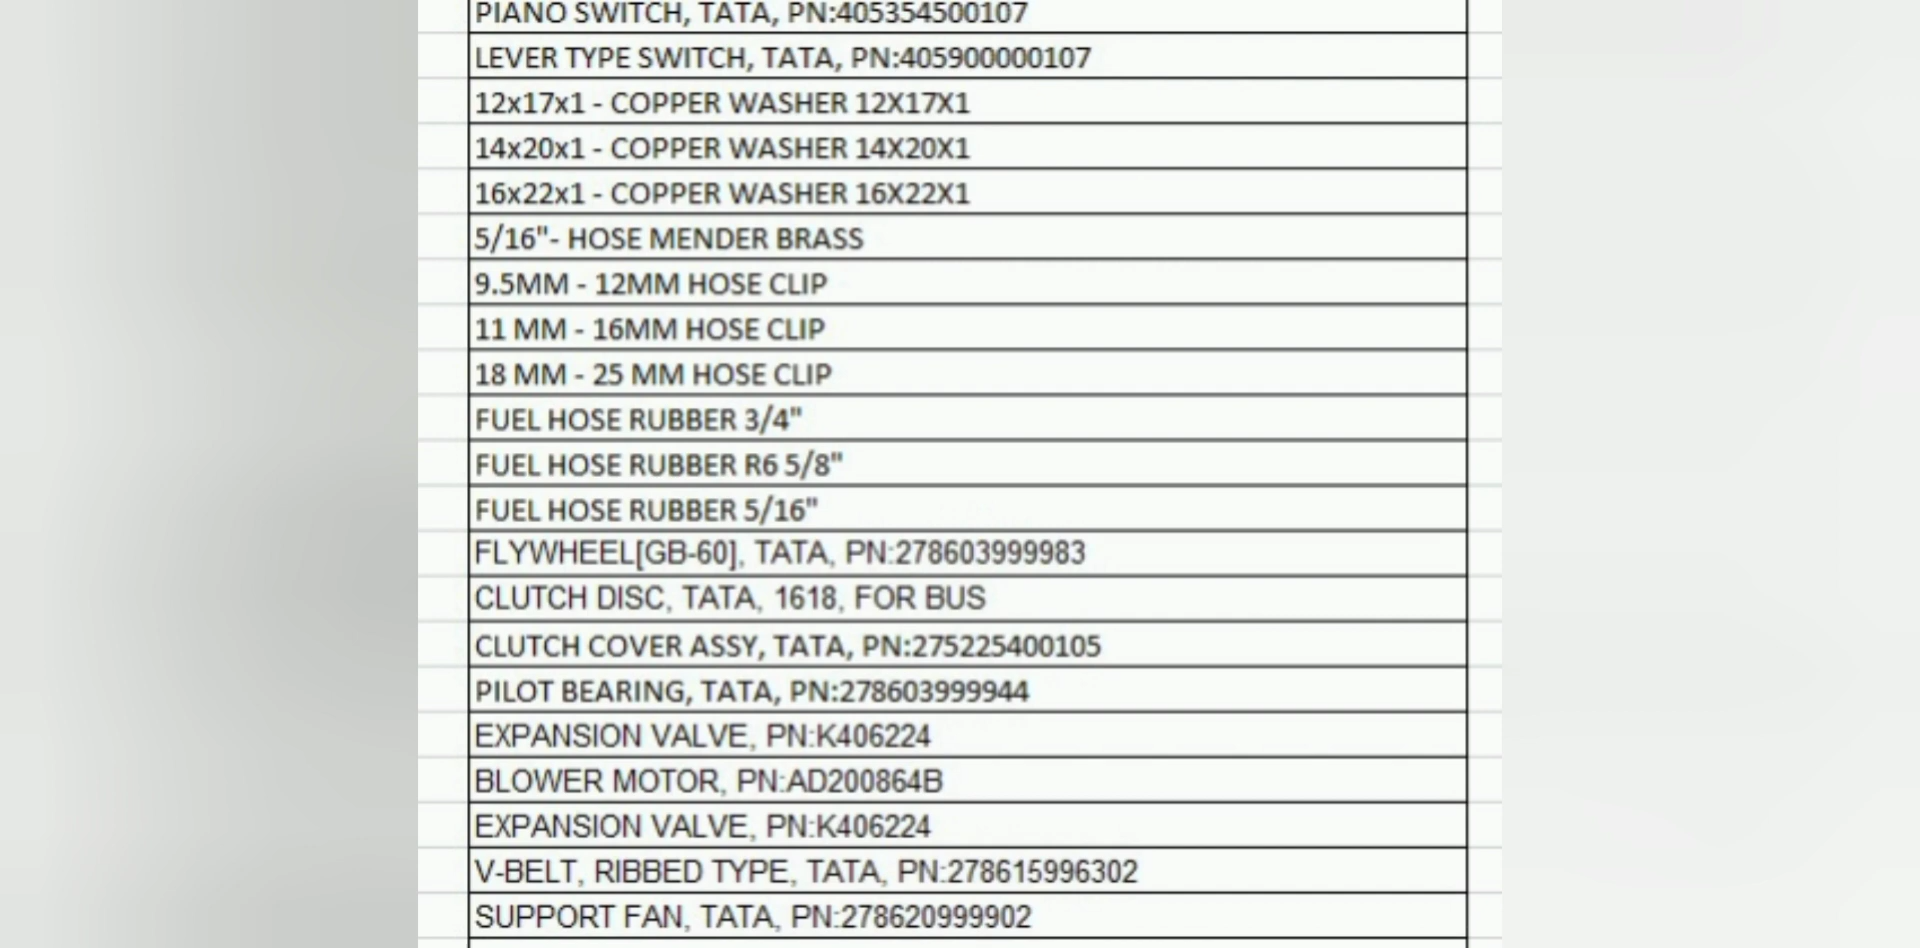 PIANO SWITCH, TATA, PN:405354500107
LEVER TYPE SWITCH, TATA, PN:405900000107
12x17x1 - COPPER WASHER 12X17X1
14x20x1 - COPPER WASHER 14X20X1
16x22x1 - COPPER WASHER 16X22X1
5/16"- HOSE MENDER BRASS
9.5MM - 12MM HOSE CLIP
11 MM - 16MM HOSE CLIP
18 MM - 25 MM HOSE CLIP
FUEL HOSE RUBBER 3/4"
FUEL HOSE RUBBER R6 5/8"
FUEL HOSE RUBBER 5/16"
FLYWHEEL[GB-60], TATA, PN:278603999983
CLUTCH DISC, TATA, 1618, FOR BUS
CLUTCH COVER ASSY, TATA, PN:275225400105
PILOT BEARING, TATA, PN:278603999944
EXPANSION VALVE, PN:K406224
BLOWER MOTOR, PN:AD200864B
EXPANSION VALVE, PN:K406224
V-BELT, RIBBED TYPE, TATA, PN:278615996302
SUPPORT FAN, TATA, PN:278620999902